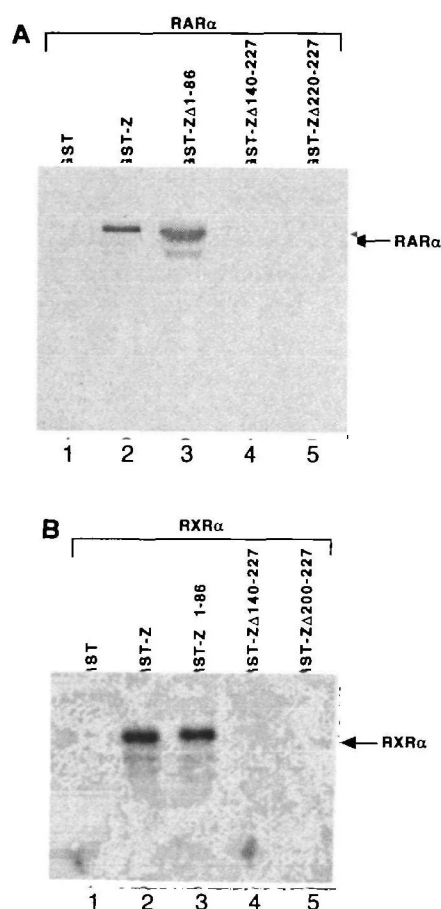 A
RARα
GST
GST-Z
GST-ZΔ1-86
GST-ZΔ140-227
GST-ZΔ220-227
RARα
1 2 3 4 5
B
RXRα
GST
GST-Z
GST-Z 1-86
GST-ZΔ140-227
GST-ZΔ200-227
RXRα
1 2 3 4 5